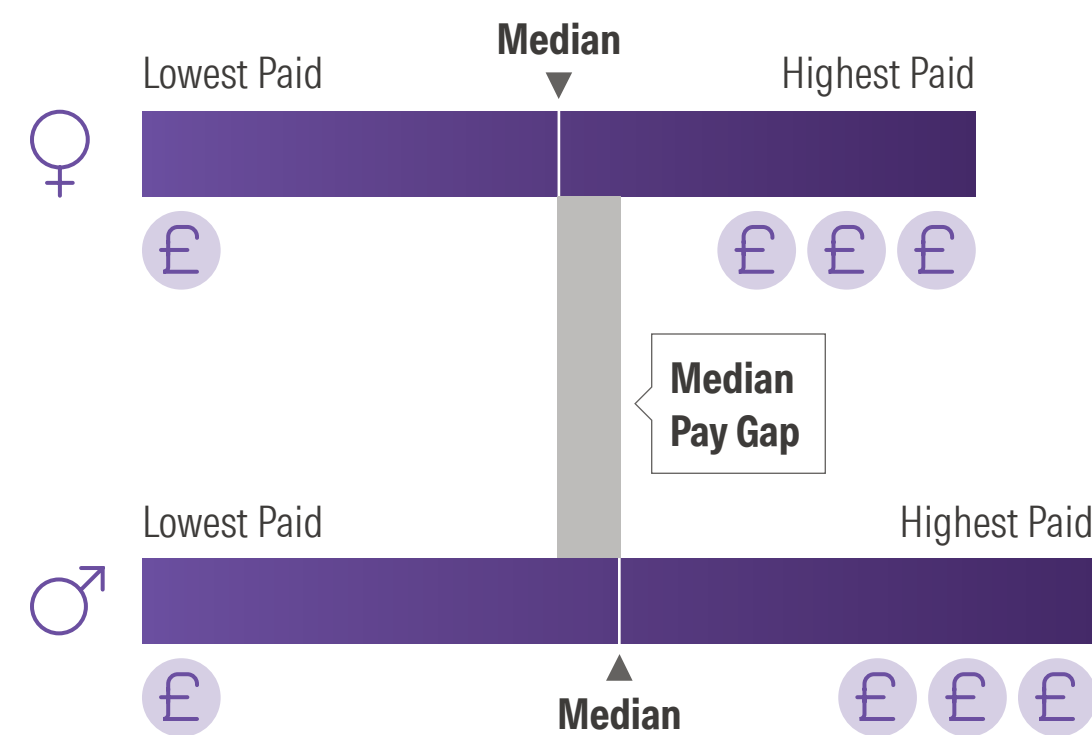 Median
Lowest Paid
Highest Paid
£
£ £ £
Median
Pay Gap
Lowest Paid
Highest Paid
£
£ £ £
Median